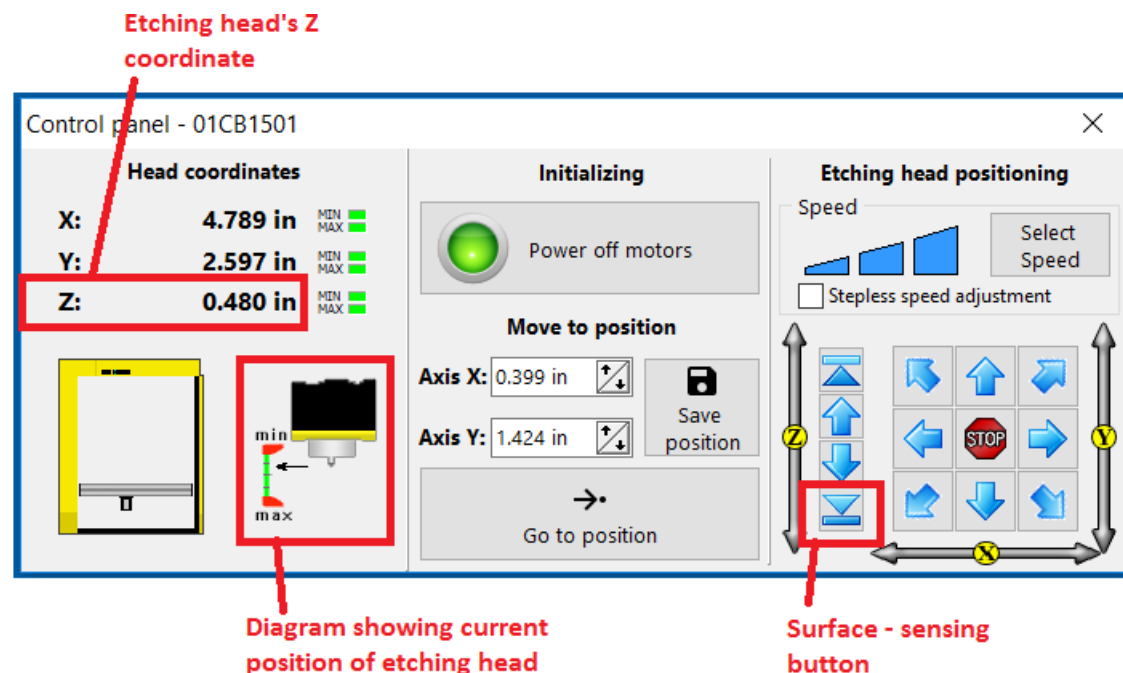 Etching head's Z
coordinate
Control panel - 01CB1501
Head coordinates
X: 4.789 in MIN MAX
Y: 2.597 in MIN MAX
Z: 0.480 in MIN MAX
min
max
Initializing
Power off motors
Move to position
Axis X: 0.399 in
Axis Y: 1.424 in
Save
position
Go to position
Etching head positioning
Speed
Select
Speed
Stepless speed adjustment
Z
STOP
Y
X
Diagram showing current
position of etching head
Surface - sensing
button